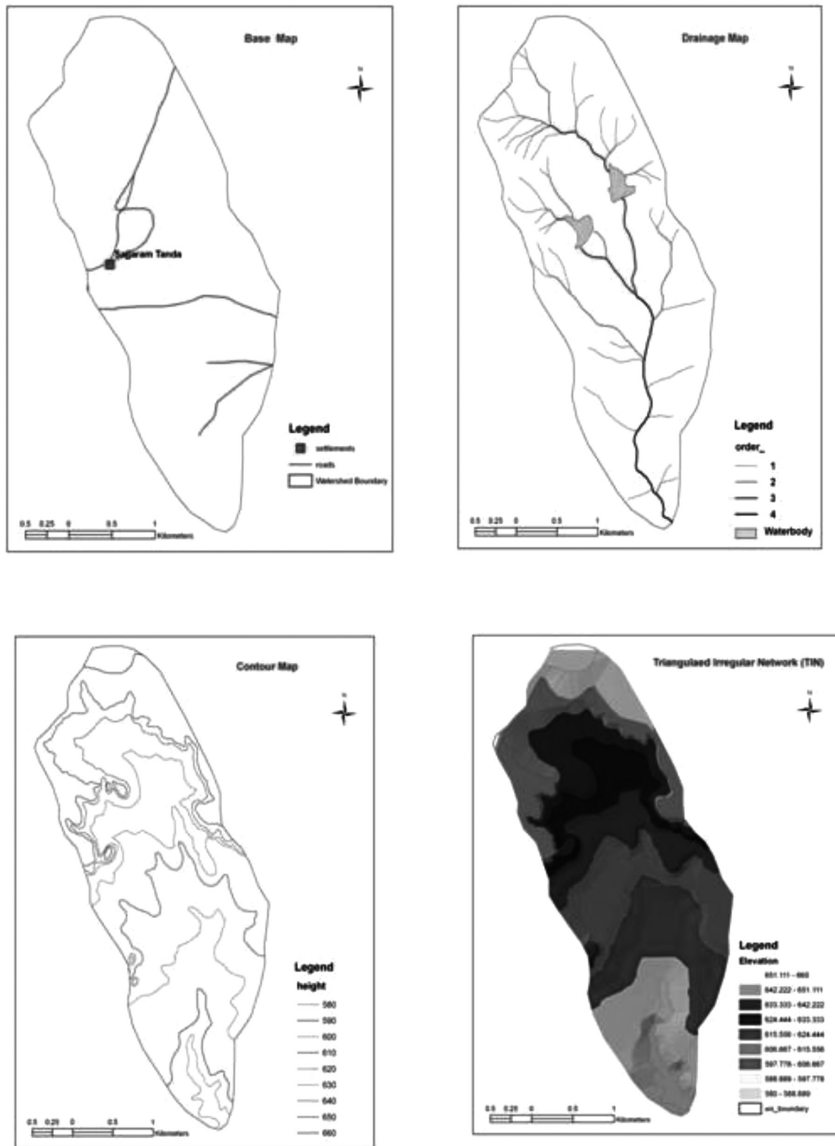 Base Map
N
Sagaram Tanda
Legend
settlements
roads
Watershed Boundary
0.5 0.25 0 0.5 1
Kilometers
Drainage Map
N
Legend
order_
1
2
3
4
Waterbody
0.5 0.25 0 0.5 1
Kilometers
Contour Map
N
Legend
height
580
590
600
610
620
630
640
650
660
0.5 0.25 0 0.5 1
Kilometers
Triangulaed Irregular Network (TIN)
N
Legend
Elevation
651.111 - 660
642.222 - 651.111
633.333 - 642.222
624.444 - 633.333
615.556 - 624.444
606.667 - 615.556
597.778 - 606.667
588.889 - 597.778
580 - 588.889
0.5 0.25 0 0.5 1
Kilometers